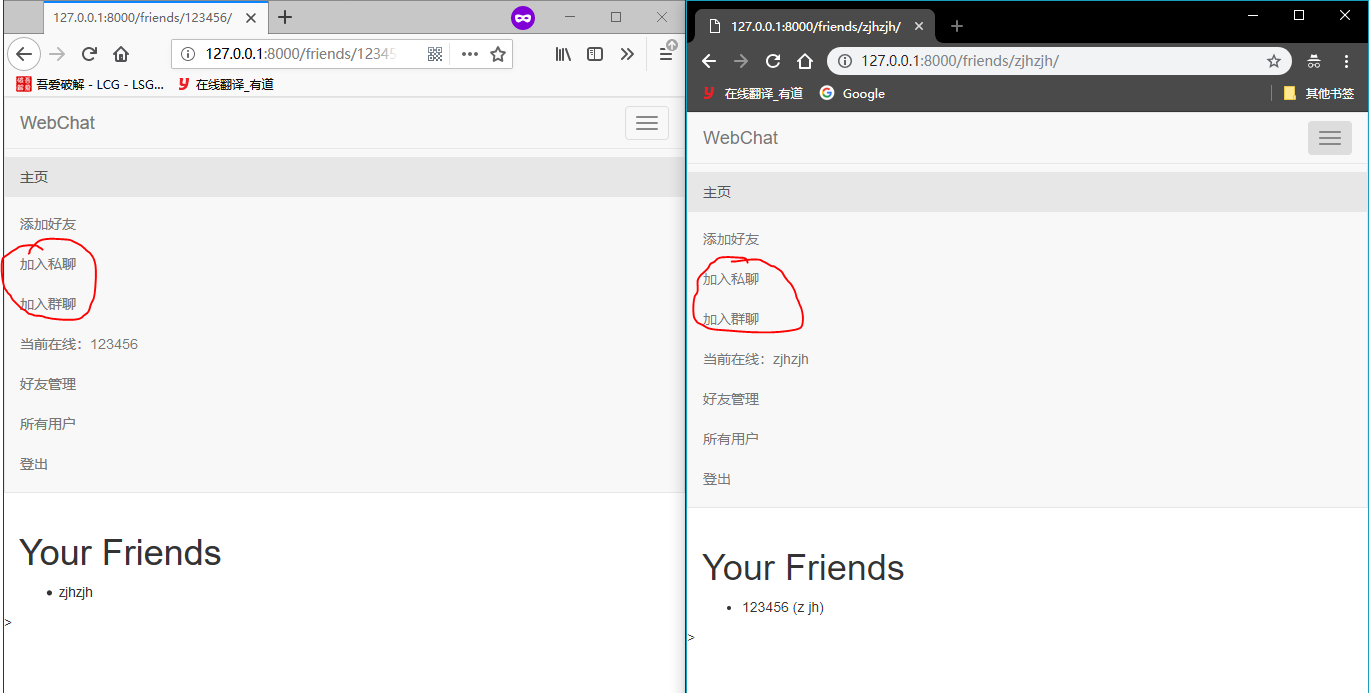 127.0.0.1:8000/friends/123456/
127.0.0.1:8000/friends/12345
吾爱破解 - LCG - LSG...
在线翻译_有道
WebChat
主页
添加好友
加入私聊
加入群聊
当前在线：123456
好友管理
所有用户
登出
Your Friends
zjhzjh
>
127.0.0.1:8000/friends/zjhzjh/
127.0.0.1:8000/friends/zjhzjh/
在线翻译_有道
Google
其他书签
WebChat
主页
添加好友
加入私聊
加入群聊
当前在线：zjhzjh
好友管理
所有用户
登出
Your Friends
123456 (z jh)
>